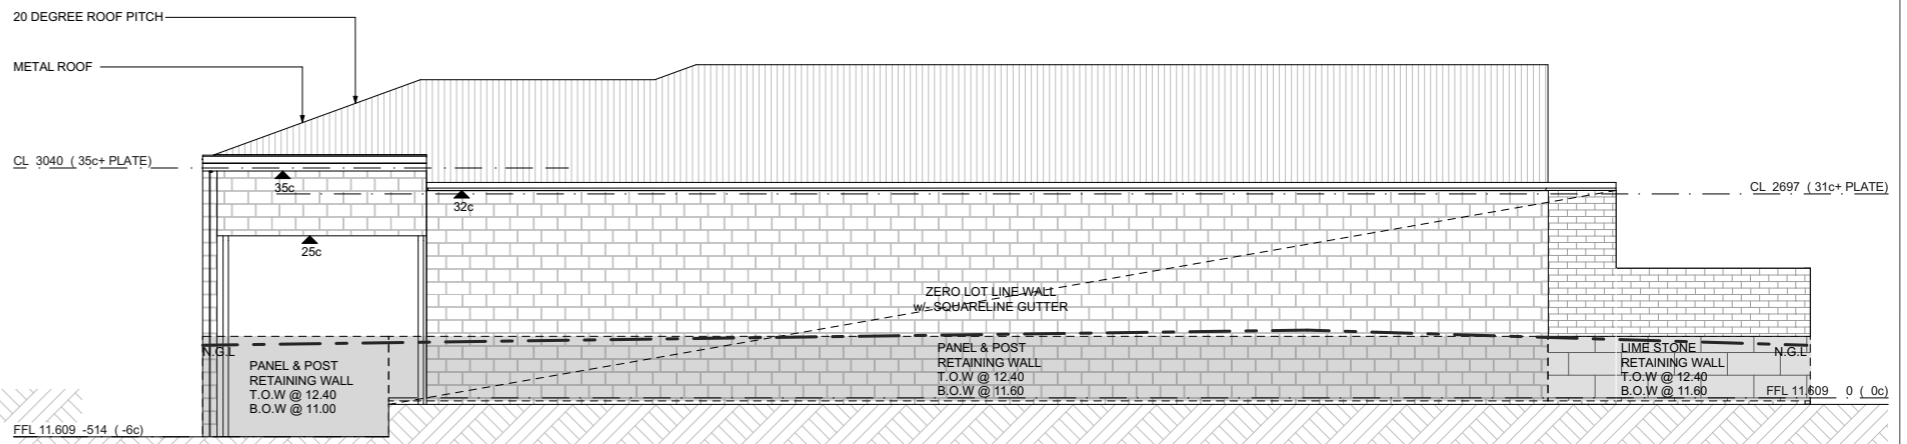 20 DEGREE ROOF PITCH
METAL ROOF
CL 3040 ( 35c+ PLATE)
35c
32c
CL 2697 ( 31c+ PLATE)
25c
ZERO LOT LINE WALL
w/- SQUARELINE GUTTER
N.G.L
PANEL & POST
RETAINING WALL
T.O.W @ 12.40
B.O.W @ 11.00
PANEL & POST
RETAINING WALL
T.O.W @ 12.40
B.O.W @ 11.60
LIME STONE
RETAINING WALL
T.O.W @ 12.40
B.O.W @ 11.60
N.G.L
FFL 11.609 0 ( 0c)
FFL 11.609 -514 ( -6c)